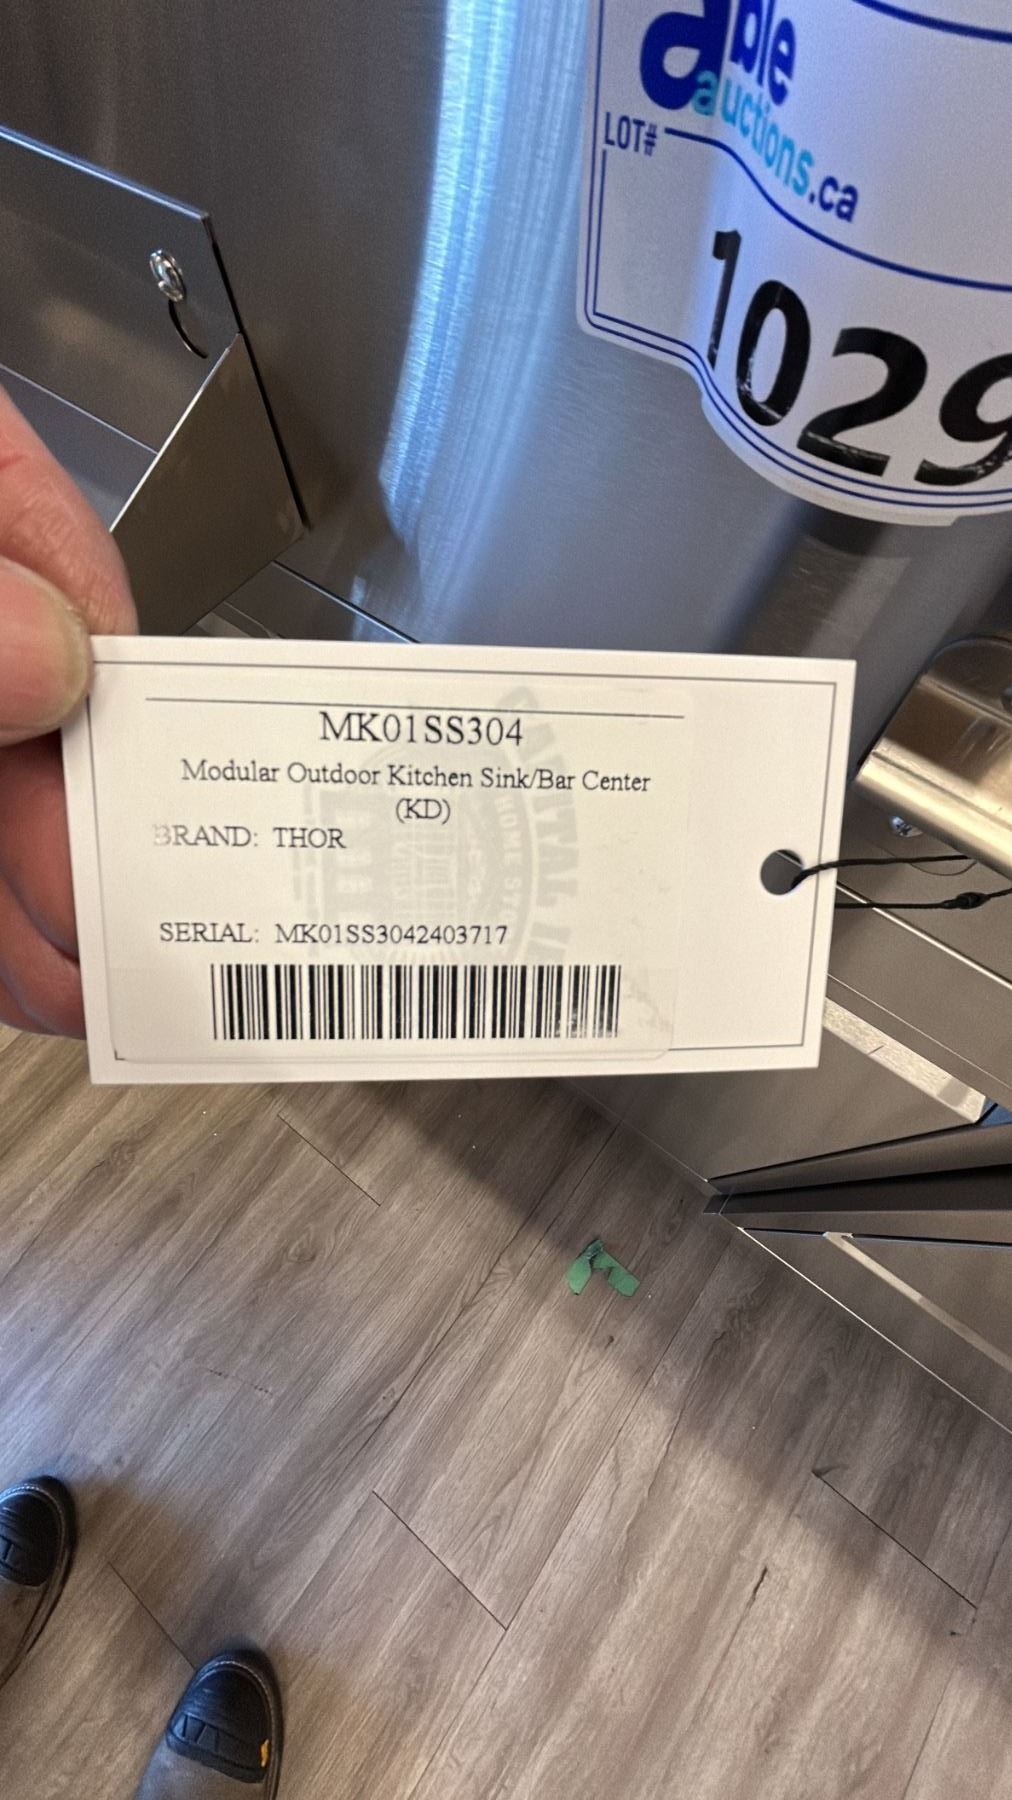 able
auctions.ca
LOT#
1029
MK01SS304
Modular Outdoor Kitchen Sink/Bar Center
(KD)
BRAND: THOR
SERIAL: MK01SS3042403717